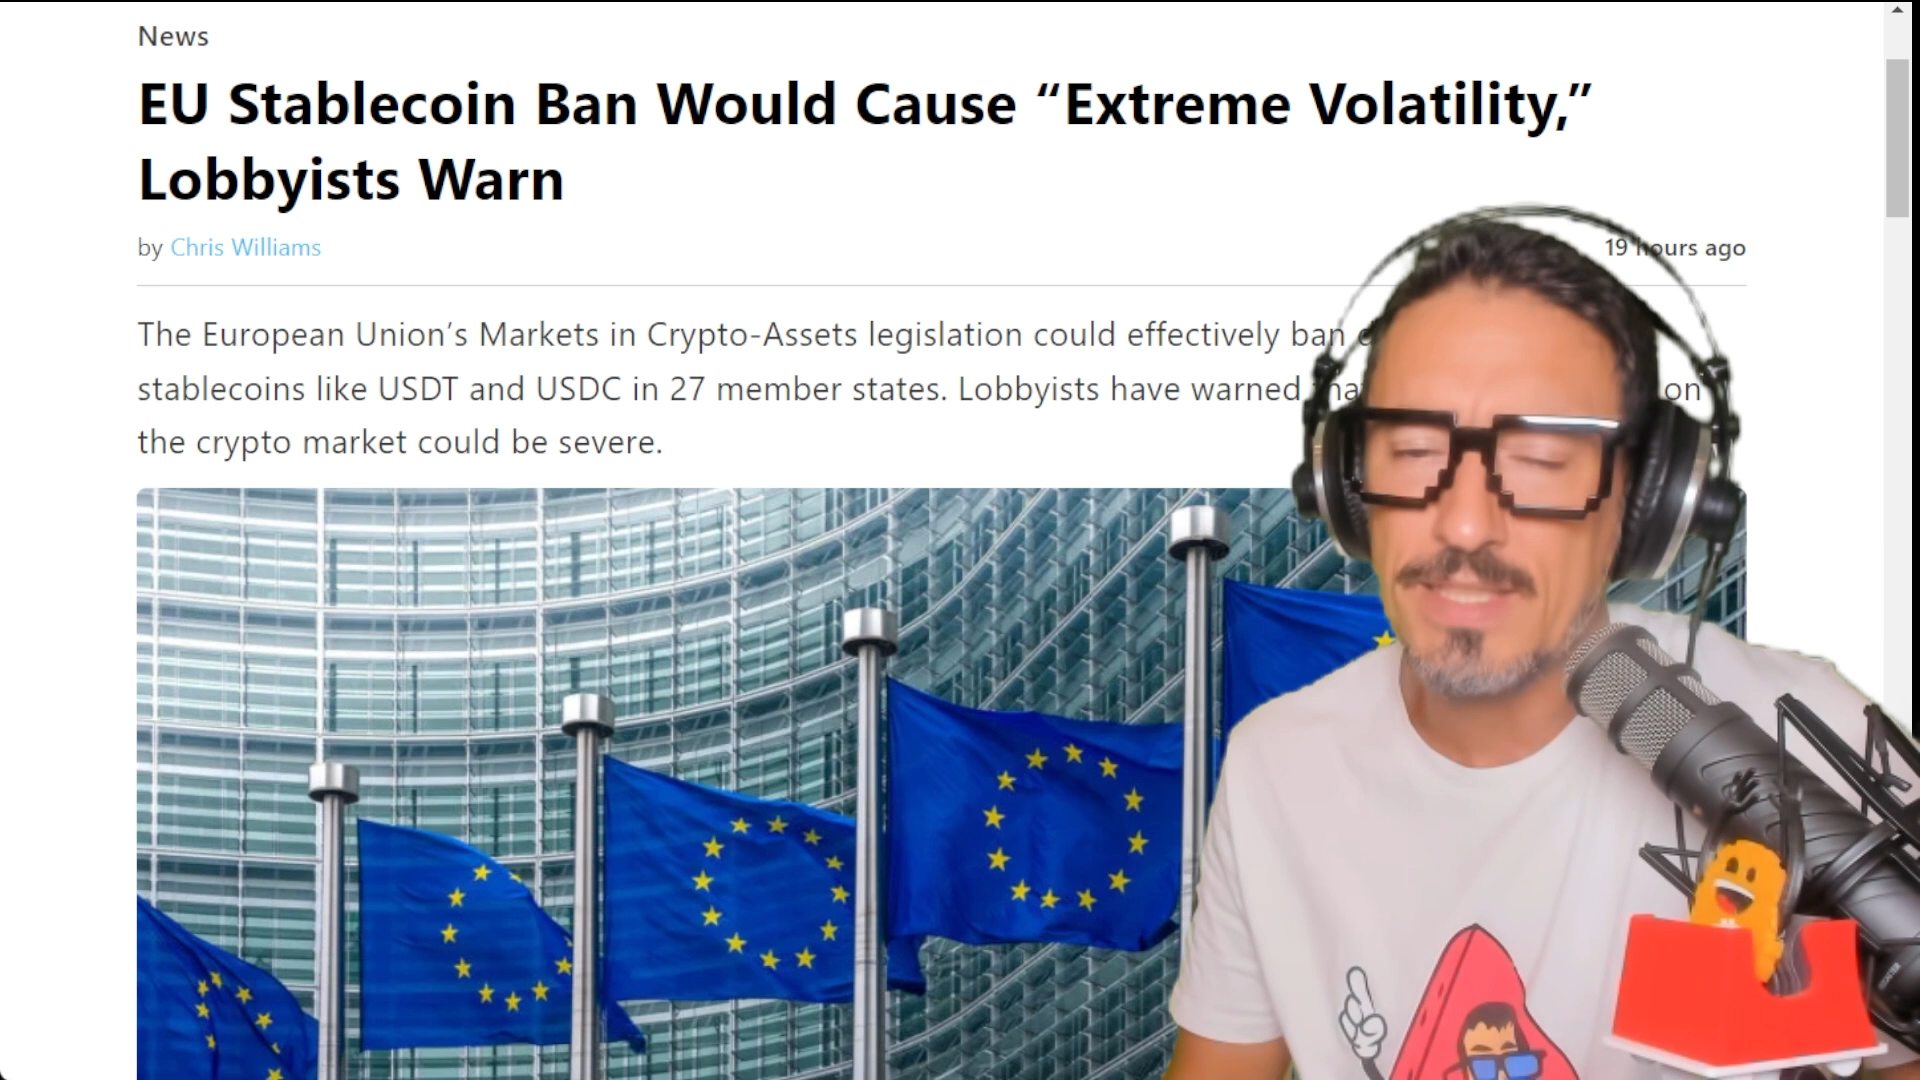 News
EU Stablecoin Ban Would Cause “Extreme Volatility,”
Lobbyists Warn
by Chris Williams
19 hours ago
The European Union’s Markets in Crypto-Assets legislation could effectively ban
stablecoins like USDT and USDC in 27 member states. Lobbyists have warned on
the crypto market could be severe.